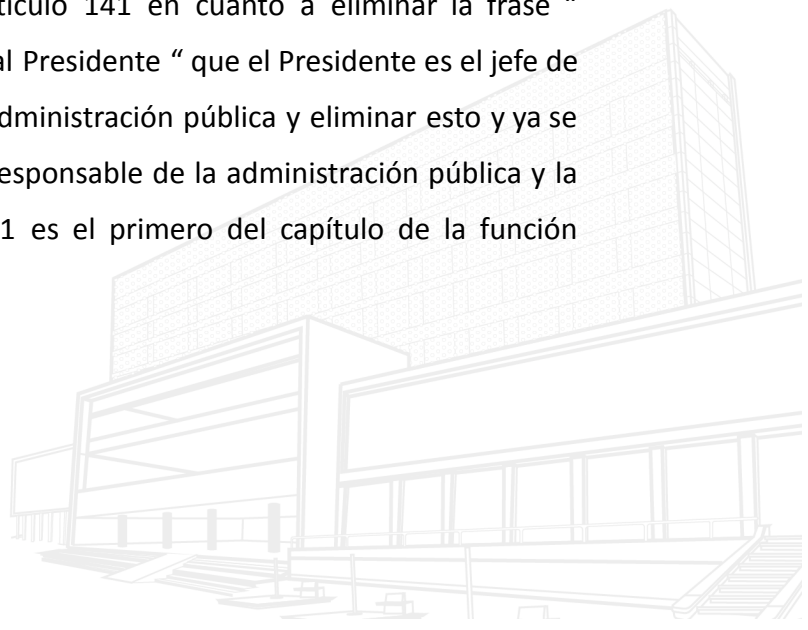 tículo 141 en cuanto a eliminar la frase “
al Presidente “ que el Presidente es el jefe de
administración pública y eliminar esto y ya se
esponsable de la administración pública y la
1 es el primero del capítulo de la función